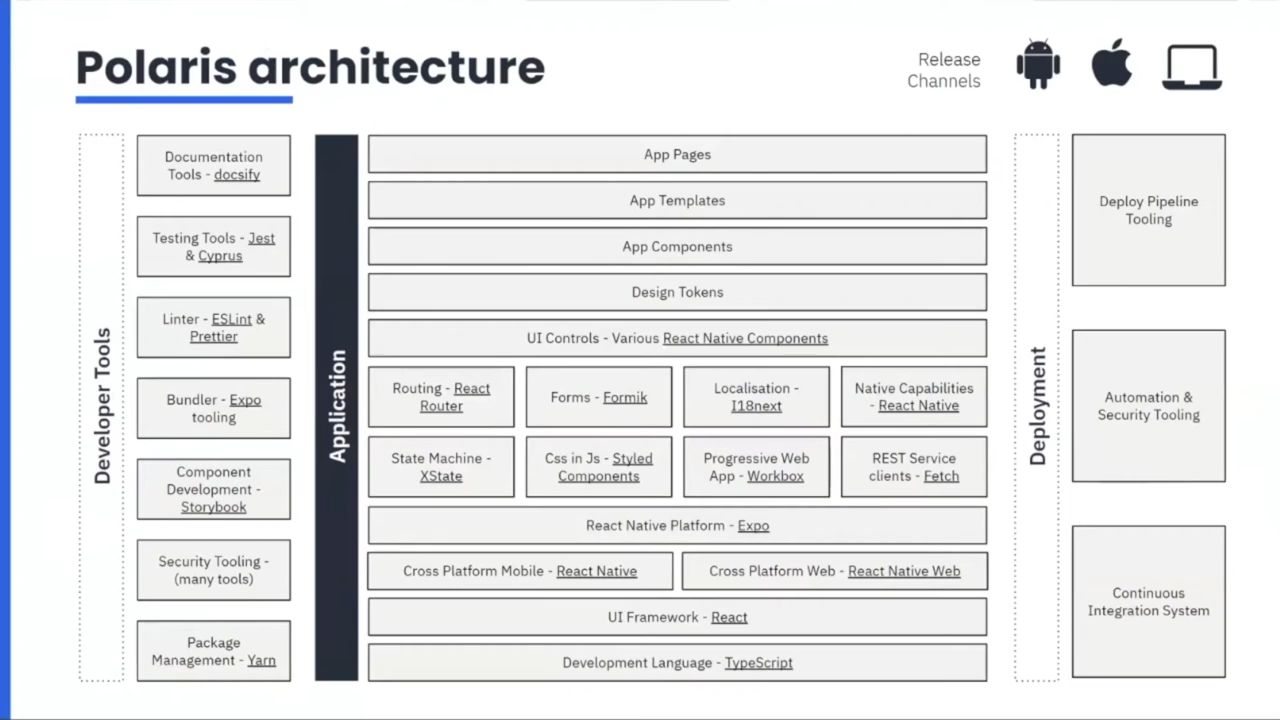 Polaris architecture
Release
Channels
Developer Tools
Documentation
Tools - docsify
Testing Tools - Jest
& Cyprus
Linter - ESLint &
Prettier
Bundler - Expo
tooling
Component
Development -
Storybook
Security Tooling -
(many tools)
Package
Management - Yarn
Application
App Pages
App Templates
App Components
Design Tokens
UI Controls - Various React Native Components
Routing - React
Router
Forms - Formik
Localisation -
I18next
Native Capabilities
- React Native
State Machine -
XState
Css in Js - Styled
Components
Progressive Web
App - Workbox
REST Service
clients - Fetch
React Native Platform - Expo
Cross Platform Mobile - React Native
Cross Platform Web - React Native Web
UI Framework - React
Development Language - TypeScript
Deployment
Deploy Pipeline
Tooling
Automation &
Security Tooling
Continuous
Integration System